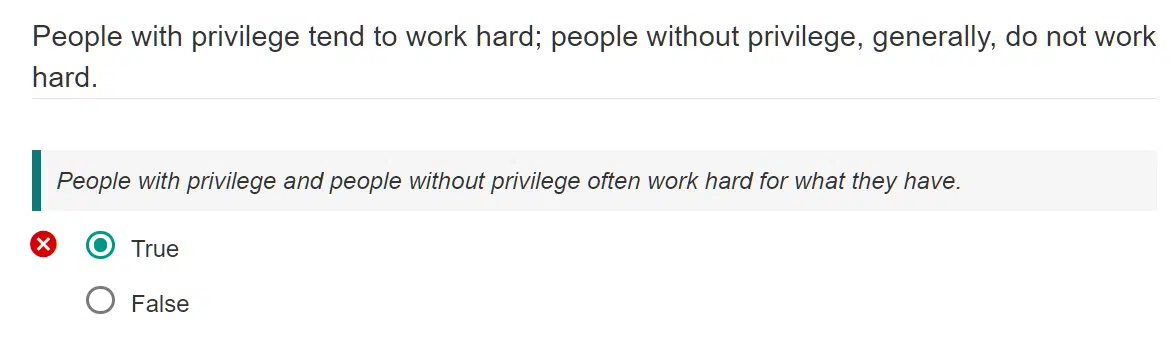 People with privilege tend to work hard; people without privilege, generally, do not work
hard.
People with privilege and people without privilege often work hard for what they have.
True
False